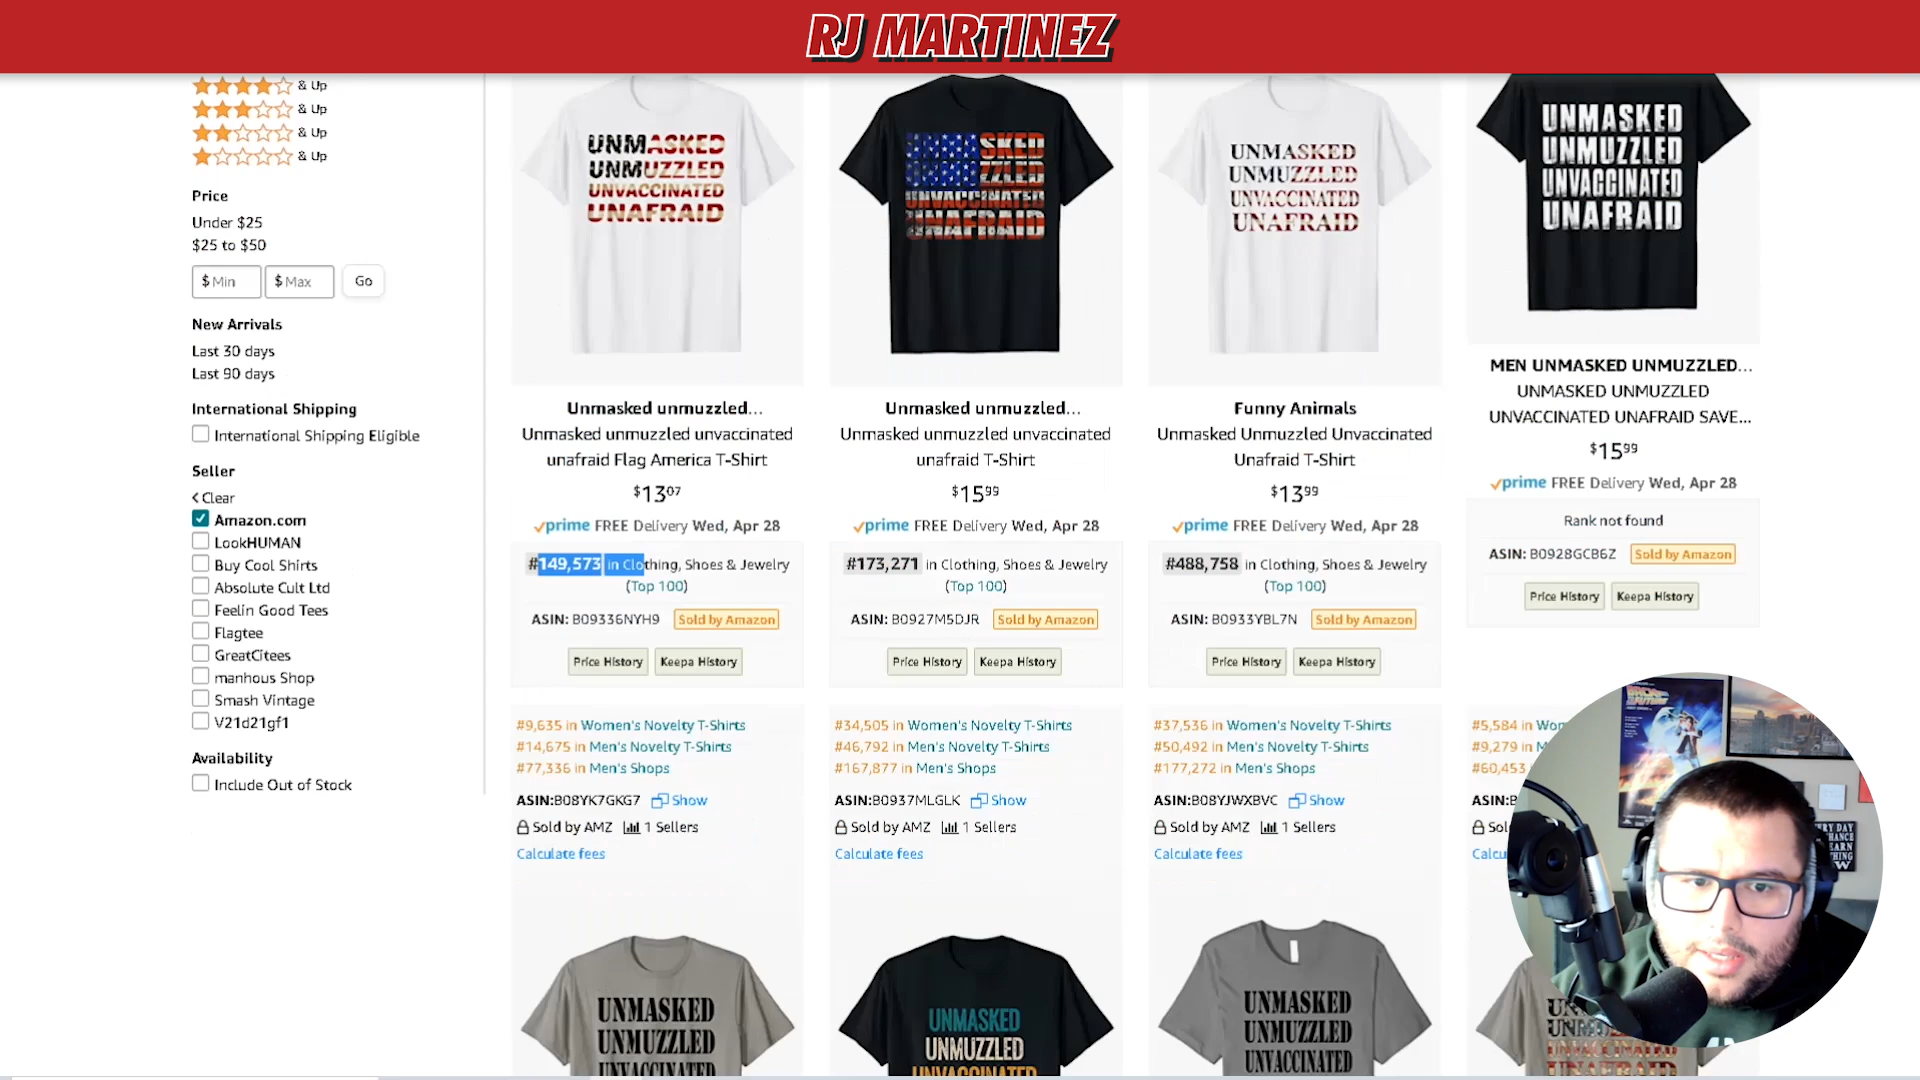 RJ MARTINEZ
& Up
& Up
& Up
& Up
Price
Under $25
$25 to $50
$ Min
$ Max
Go
New Arrivals
Last 30 days
Last 90 days
International Shipping
International Shipping Eligible
Seller
< Clear
Amazon.com
LookHUMAN
Buy Cool Shirts
Absolute Cult Ltd
Feelin Good Tees
Flagtee
GreatCitees
manhous Shop
Smash Vintage
V21d21gf1
Availability
Include Out of Stock
UNMASKED
UNMUZZLED
UNVACCINATED
UNAFRAID
Unmasked unmuzzled...
Unmasked unmuzzled unvaccinated
unafraid Flag America T-Shirt
$1307
prime FREE Delivery Wed, Apr 28
#149,573 in Clothing, Shoes & Jewelry
(Top 100)
ASIN: B09336NYH9 Sold by Amazon
Price History Keepa History
#9,635 in Women's Novelty T-Shirts
#14,675 in Men's Novelty T-Shirts
#77,336 in Men's Shops
ASIN:B08YK7GKG7 Show
Sold by AMZ 1 Sellers
Calculate fees
UNMASKED
UNMUZZLED
UNVACCINATED
UNMASKED
UNMUZZLED
UNVACCINATED
UNAFRAID
Unmasked unmuzzled...
Unmasked unmuzzled unvaccinated
unafraid T-Shirt
$1599
prime FREE Delivery Wed, Apr 28
#173,271 in Clothing, Shoes & Jewelry
(Top 100)
ASIN: B0927M5DJR Sold by Amazon
Price History Keepa History
#34,505 in Women's Novelty T-Shirts
#46,792 in Men's Novelty T-Shirts
#167,877 in Men's Shops
ASIN:B0937MLGLK Show
Sold by AMZ 1 Sellers
Calculate fees
UNMASKED
UNMUZZLED
UNVACCINATED
UNMASKED
UNMUZZLED
UNVACCINATED
UNAFRAID
Funny Animals
Unmasked Unmuzzled Unvaccinated
Unafraid T-Shirt
$1399
prime FREE Delivery Wed, Apr 28
#488,758 in Clothing, Shoes & Jewelry
(Top 100)
ASIN: B0933YBL7N Sold by Amazon
Price History Keepa History
#37,536 in Women's Novelty T-Shirts
#50,492 in Men's Novelty T-Shirts
#177,272 in Men's Shops
ASIN:B08YJWXBVC Show
Sold by AMZ 1 Sellers
Calculate fees
UNMASKED
UNMUZZLED
UNVACCINATED
UNMASKED
UNMUZZLED
UNVACCINATED
UNAFRAID
MEN UNMASKED UNMUZZLED...
UNMASKED UNMUZZLED
UNVACCINATED UNAFRAID SAVE...
$1599
prime FREE Delivery Wed, Apr 28
Rank not found
ASIN: B0928GCB6Z Sold by Amazon
Price History Keepa History
#5,584 in Wom
#9,279 in M
#60,453
ASIN:B
Sol
Calcu
BACK
FUTURE
UNVACCINATED
UNAFRAID